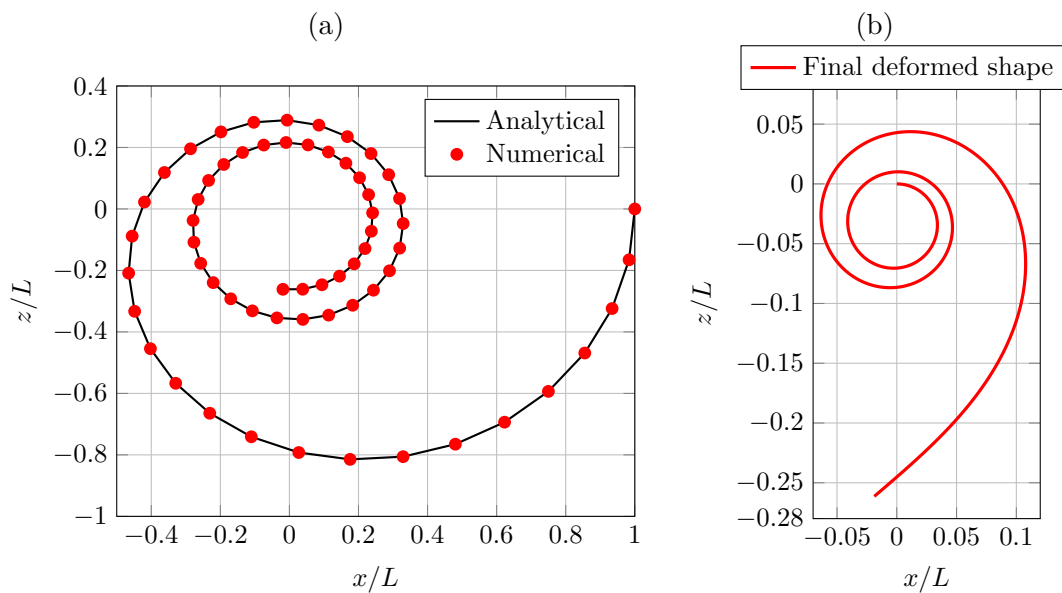 (a)
0.4
0.2
0
−0.2
−0.4
−0.6
−0.8
−1
−0.4 −0.2 0 0.2 0.4 0.6 0.8 1
x/L
z/L
Analytical
Numerical
(b)
Final deformed shape
0.05
0
−0.05
−0.1
−0.15
−0.2
−0.25
−0.28
−0.05 0 0.05 0.1
x/L
z/L